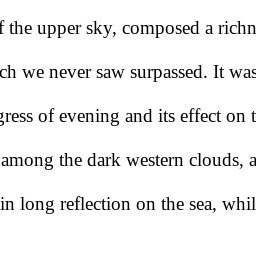 f the upper sky, composed a richn
ch we never saw surpassed. It was
gress of evening and its effect on t
among the dark western clouds, a
in long reflection on the sea, whil